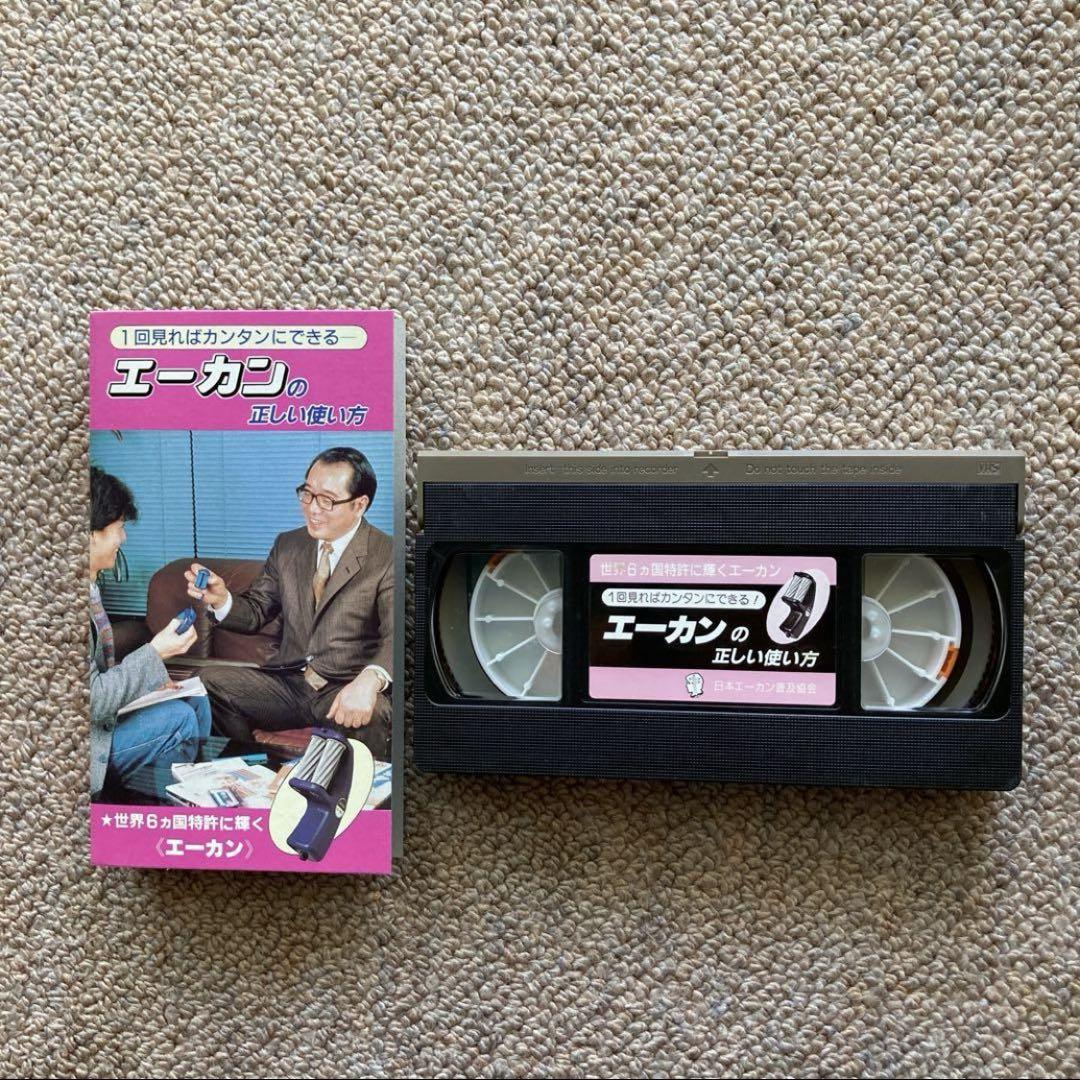 1回見ればカンタンにできる―
エーカンの
正しい使い方
★世界6ヵ国特許に輝く
《エーカン》
Insert this side into recorder
Do not touch the tape inside
VHS
世界6ヵ国特許に輝くエーカン
1回見ればカンタンにできる!
エーカンの
正しい使い方
日本エーカン普及協会